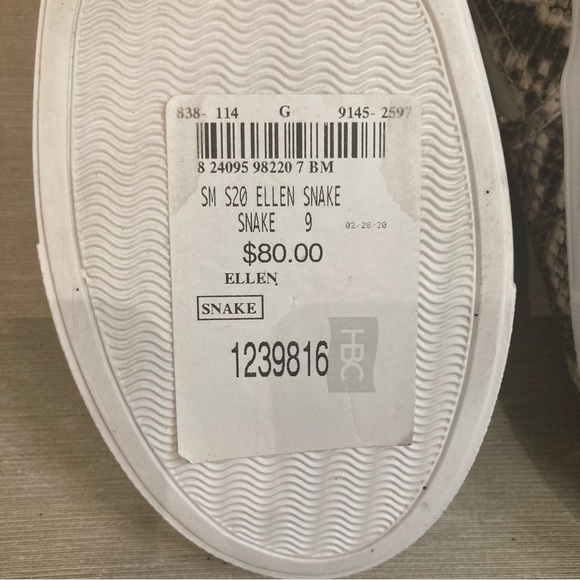 838- 114 G 9145- 2597
8 24095 98220 7 BM
SM S20 ELLEN SNAKE
SNAKE 9 02/28/20
$80.00
ELLEN
SNAKE
1239816
HBC